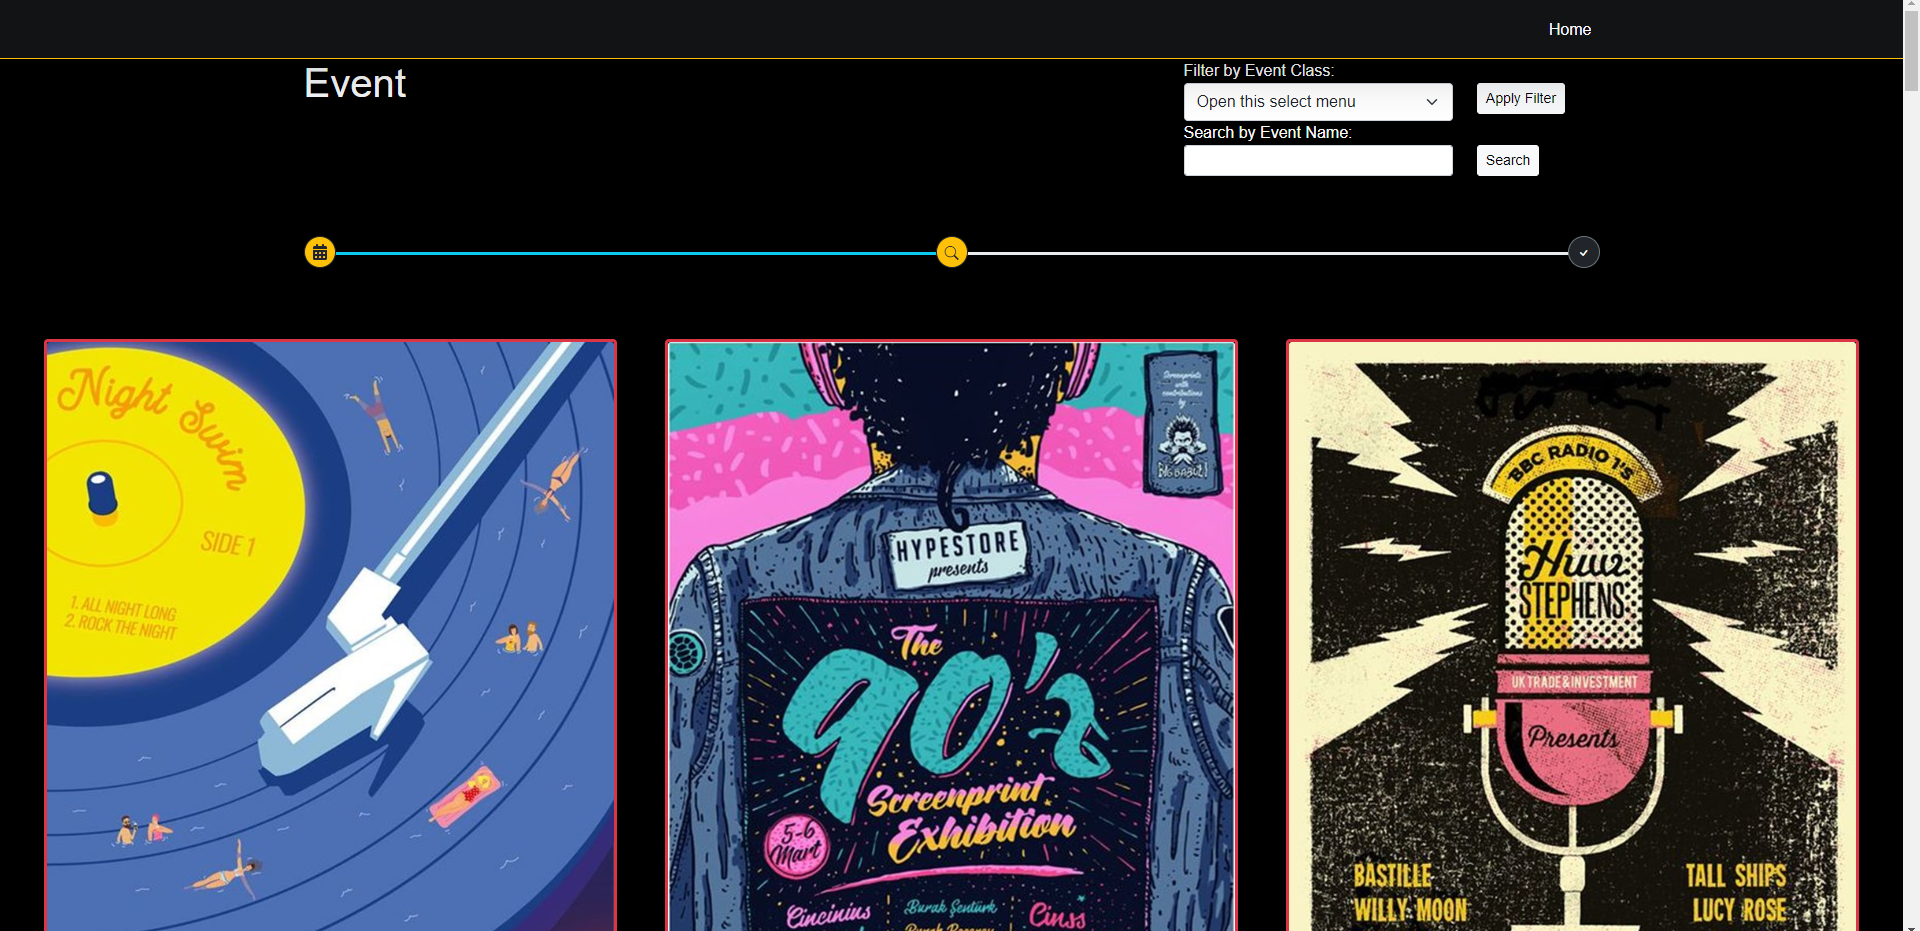 Home
Event
Filter by Event Class:
Open this select menu
Apply Filter
Search by Event Name:
Search
Night Swim
SIDE 1
1. ALL NIGHT LONG
2. ROCK THE NIGHT
Screenprints
with
contributions
by
HYPESTORE
presents
The
90's
Screenprint
Exhibition
5-6
Mart
Cincinius
Burak Şentürk
Cins
BBC RADIO 1'S
Huw
STEPHENS
UK TRADE & INVESTMENT
Presents
BASTILLE
WILLY MOON
TALL SHIPS
LUCY ROSE